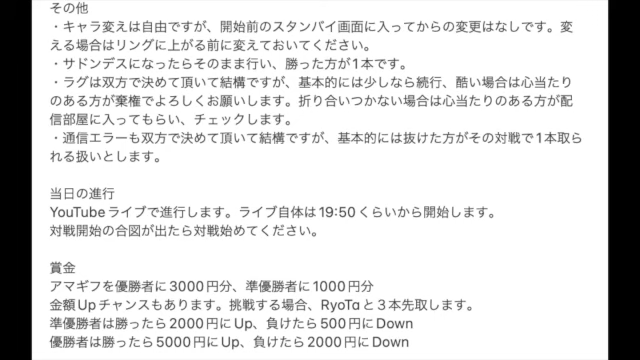 その他
・キャラ変えは自由ですが、開始前のスタンバイ画面に入ってからの変更はなしです。変
える場合はリングに上がる前に変えておいてください。
・サドンデスになったらそのまま行い、勝った方が1本です。
・ラグは双方で決めて頂いて結構ですが、基本的には少しなら続行、酷い場合は心当たり
のある方が棄権でよろしくお願いします。折り合いつかない場合は心当たりのある方が配
信部屋に入ってもらい、チェックします。
・通信エラーも双方で決めて頂いて結構ですが、基本的には抜けた方がその対戦で1本取ら
れる扱いとします。
当日の進行
YouTubeライブで進行します。ライブ自体は19:50くらいから開始します。
対戦開始の合図が出たら対戦始めてください。
賞金
アマギフを優勝者に3000円分、準優勝者に1000円分
金額Upチャンスもあります。挑戦する場合、RyoTaと３本先取します。
準優勝者は勝ったら2000円にUp、負けたら500円にDown
優勝者は勝ったら5000円にUp、負けたら2000円にDown